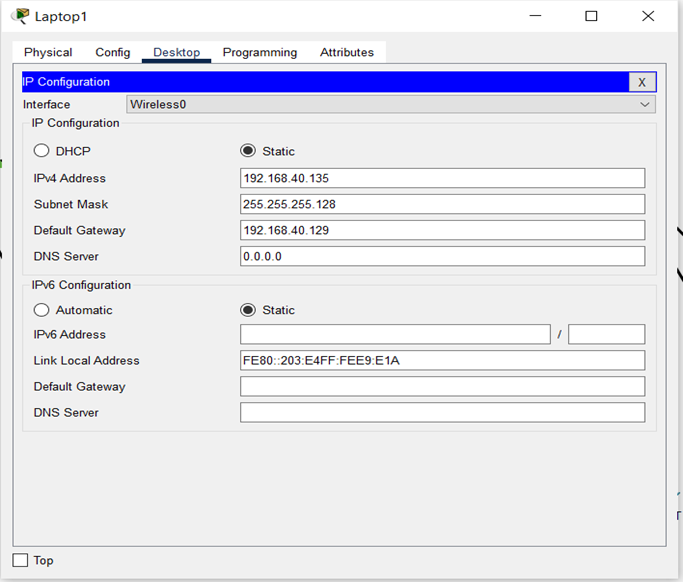 Laptop1
Physical Config Desktop Programming Attributes
IP Configuration X
Interface Wireless0
IP Configuration
DHCP Static
IPv4 Address 192.168.40.135
Subnet Mask 255.255.255.128
Default Gateway 192.168.40.129
DNS Server 0.0.0.0
IPv6 Configuration
Automatic Static
IPv6 Address /
Link Local Address FE80::203:E4FF:FEE9:E1A
Default Gateway
DNS Server
Top